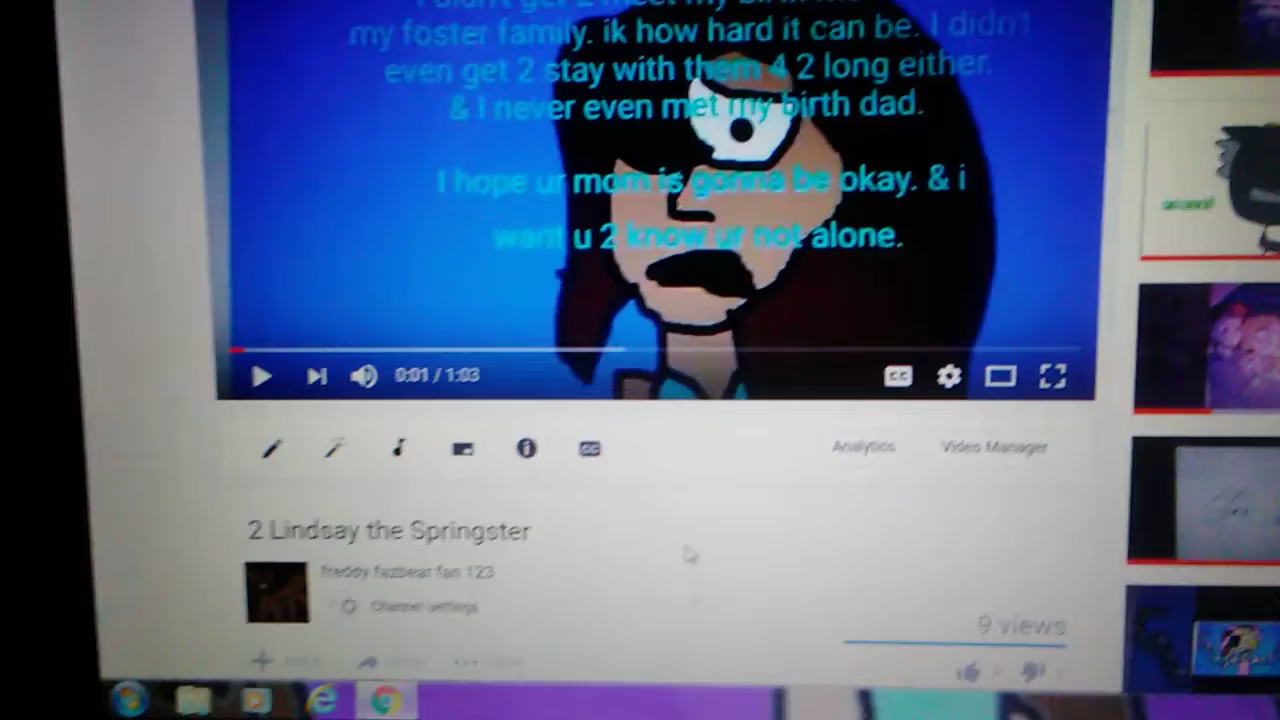 my foster family. ik how hard it can be. I didn't
even get 2 stay with them 4 2 long either.
& I never even met my birth dad.
I hope ur mom is gonna be okay. & i
want u 2 know ur not alone.
0:01 / 1:03
CC
Analytics
Video Manager
2 Lindsay the Springster
freddy fazbear fan 123
Channel settings
9 views